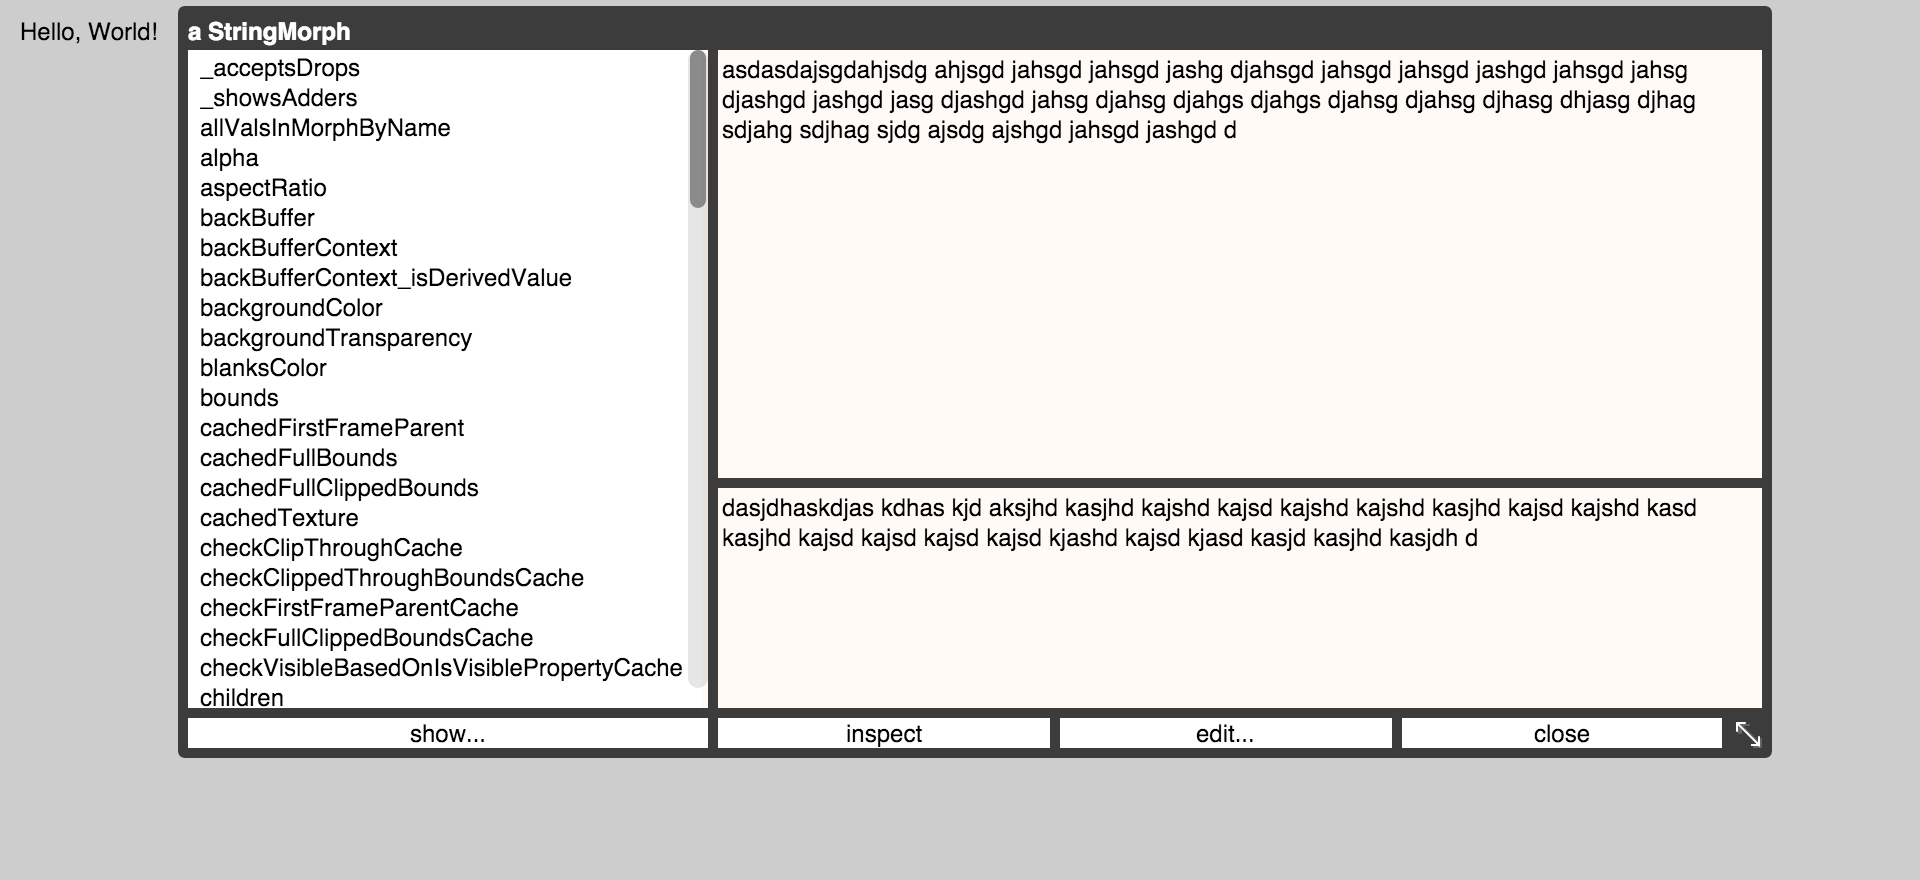 Hello, World!
a StringMorph
_acceptsDrops
_showsAdders
allValsInMorphByName
alpha
aspectRatio
backBuffer
backBufferContext
backBufferContext_isDerivedValue
backgroundColor
backgroundTransparency
blanksColor
bounds
cachedFirstFrameParent
cachedFullBounds
cachedFullClippedBounds
cachedTexture
checkClipThroughCache
checkClippedThroughBoundsCache
checkFirstFrameParentCache
checkFullClippedBoundsCache
checkVisibleBasedOnIsVisiblePropertyCache
children
asdasdajsgdahjsdg ahjsgd jahsgd jahsgd jashg djahsgd jahsgd jahsgd jashgd jahsgd jahsg
djashgd jashgd jasg djashgd jahsg djahsg djahgs djahgs djahsg djahsg djhasg dhjasg djhag
sdjahg sdjhag sjdg ajsdg ajshgd jahsgd jashgd d
dasjdhaskdjas kdhas kjd aksjhd kasjhd kajshd kajsd kajshd kajshd kasjhd kajsd kajshd kasd
kasjhd kajsd kajsd kajsd kajsd kjashd kajsd kjasd kasjd kasjhd kasjdh d
show...
inspect
edit...
close